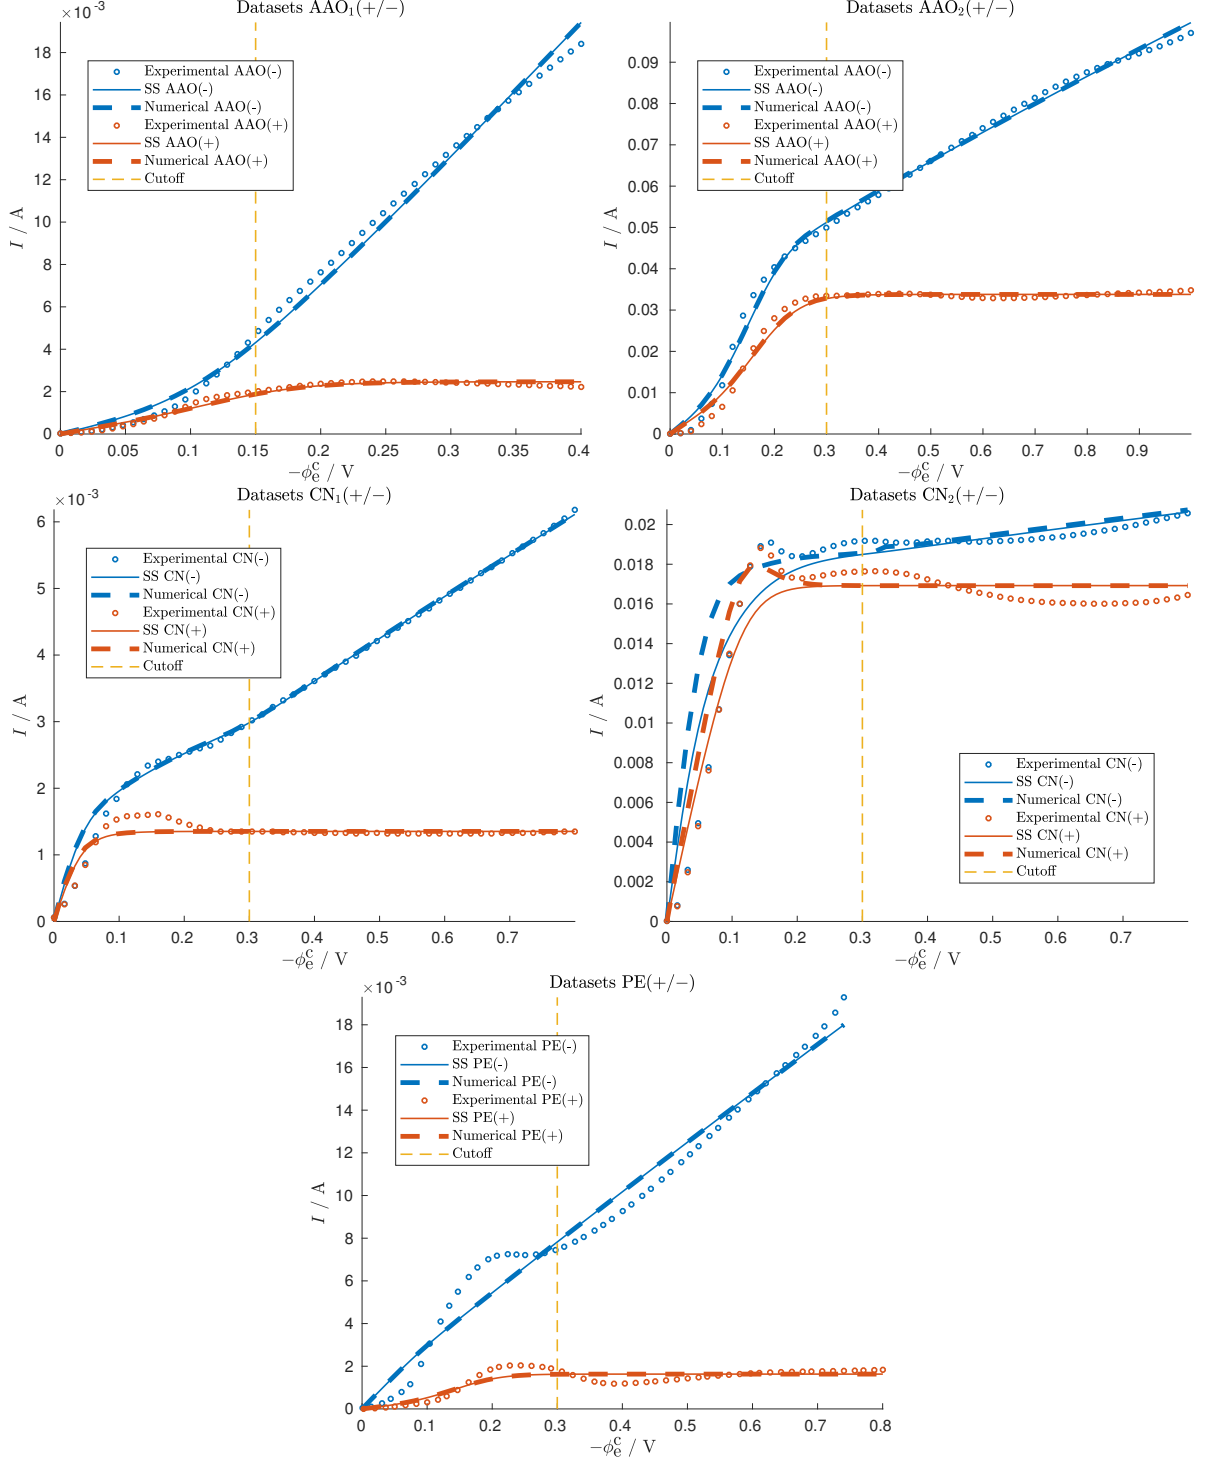 Datasets AAO₁(+/−)
×10⁻³
18
16
14
12
10
8
6
4
2
0
I / A
Experimental AAO(-)
SS AAO(-)
Numerical AAO(-)
Experimental AAO(+)
SS AAO(+)
Numerical AAO(+)
Cutoff
0 0.05 0.1 0.15 0.2 0.25 0.3 0.35 0.4
−ϕₑᶜ / V
Datasets AAO₂(+/−)
0.09
0.08
0.07
0.06
0.05
0.04
0.03
0.02
0.01
0
I / A
Experimental AAO(-)
SS AAO(-)
Numerical AAO(-)
Experimental AAO(+)
SS AAO(+)
Numerical AAO(+)
Cutoff
0 0.1 0.2 0.3 0.4 0.5 0.6 0.7 0.8 0.9
−ϕₑᶜ / V
Datasets CN₁(+/−)
×10⁻³
6
5
4
3
2
1
0
I / A
Experimental CN(-)
SS CN(-)
Numerical CN(-)
Experimental CN(+)
SS CN(+)
Numerical CN(+)
Cutoff
0 0.1 0.2 0.3 0.4 0.5 0.6 0.7
−ϕₑᶜ / V
Datasets CN₂(+/−)
0.02
0.018
0.016
0.014
0.012
0.01
0.008
0.006
0.004
0.002
0
I / A
Experimental CN(-)
SS CN(-)
Numerical CN(-)
Experimental CN(+)
SS CN(+)
Numerical CN(+)
Cutoff
0 0.1 0.2 0.3 0.4 0.5 0.6 0.7
−ϕₑᶜ / V
Datasets PE(+/−)
×10⁻³
18
16
14
12
10
8
6
4
2
0
I / A
Experimental PE(-)
SS PE(-)
Numerical PE(-)
Experimental PE(+)
SS PE(+)
Numerical PE(+)
Cutoff
0 0.1 0.2 0.3 0.4 0.5 0.6 0.7 0.8
−ϕₑᶜ / V